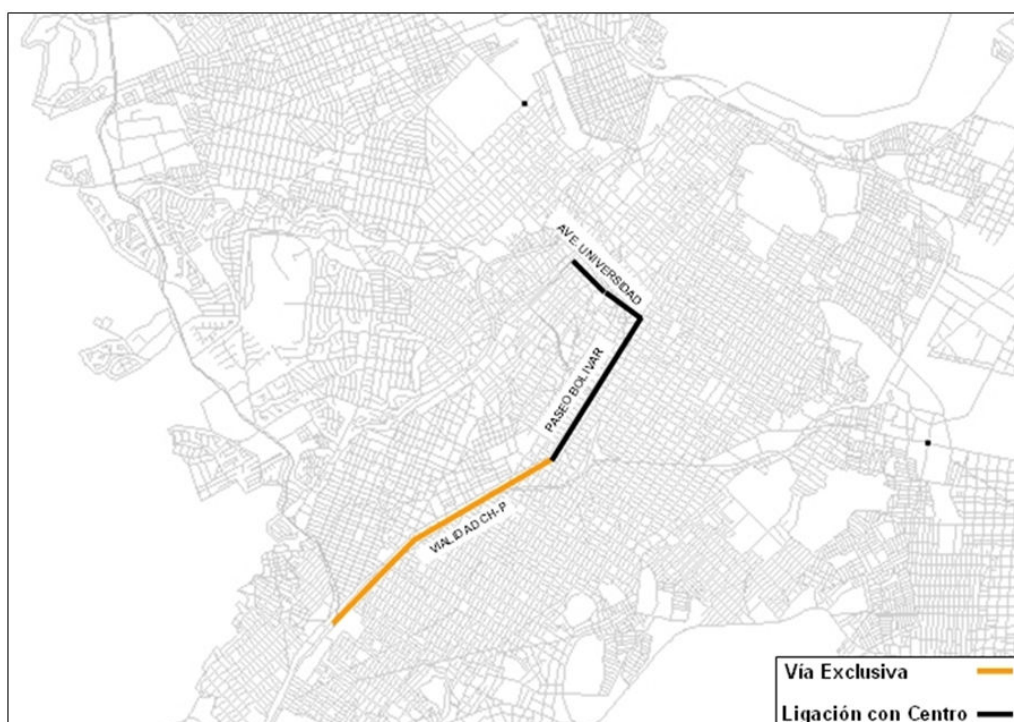 AVE. UNIVERSIDAD
PASEO BOLIVAR
VIALIDAD CH-P
Vía Exclusiva
Ligación con Centro